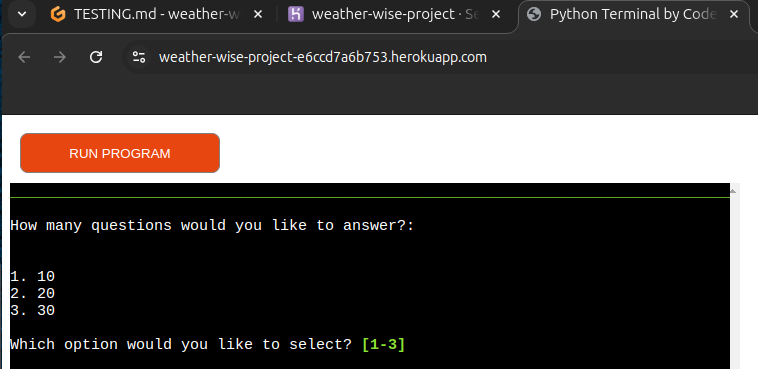 TESTING.md - weather-w
weather-wise-project · Se
Python Terminal by Code
weather-wise-project-e6ccd7a6b753.herokuapp.com
RUN PROGRAM
How many questions would you like to answer?:
1. 10
2. 20
3. 30
Which option would you like to select? [1-3]